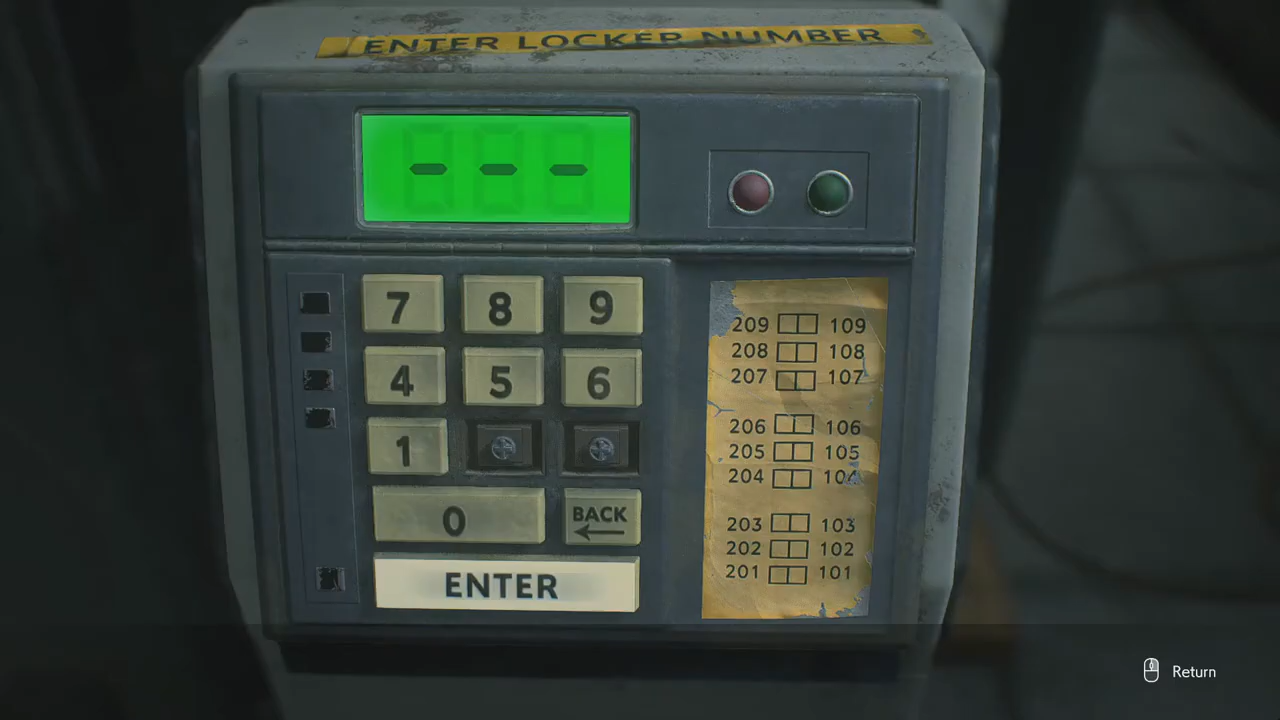 ENTER LOCKER NUMBER
- - -
7 8 9
4 5 6
1
0 BACK
ENTER
209 109
208 108
207 107
206 106
205 105
204 104
203 103
202 102
201 101
Return